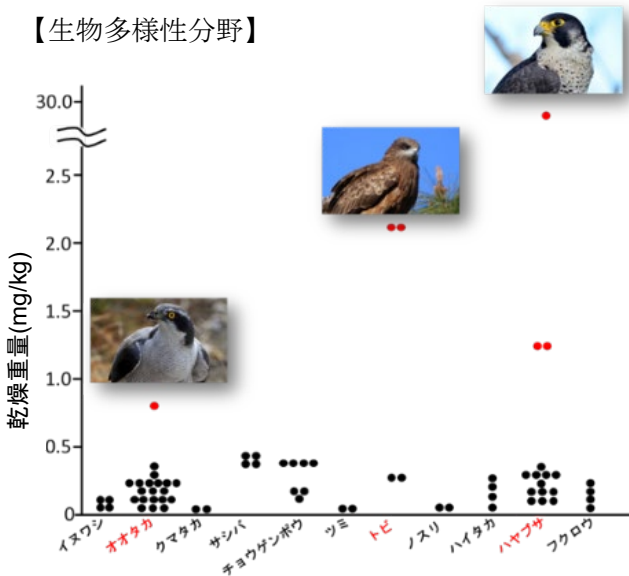 【生物多様性分野】
30.0
2.5
2.0
1.5
1.0
0.5
0
乾燥重量(mg/kg)
イヌワシ
オオタカ
クマタカ
サシバ
チョウゲンボウ
ツミ
トビ
ノスリ
ハイタカ
ハヤブサ
フクロウ